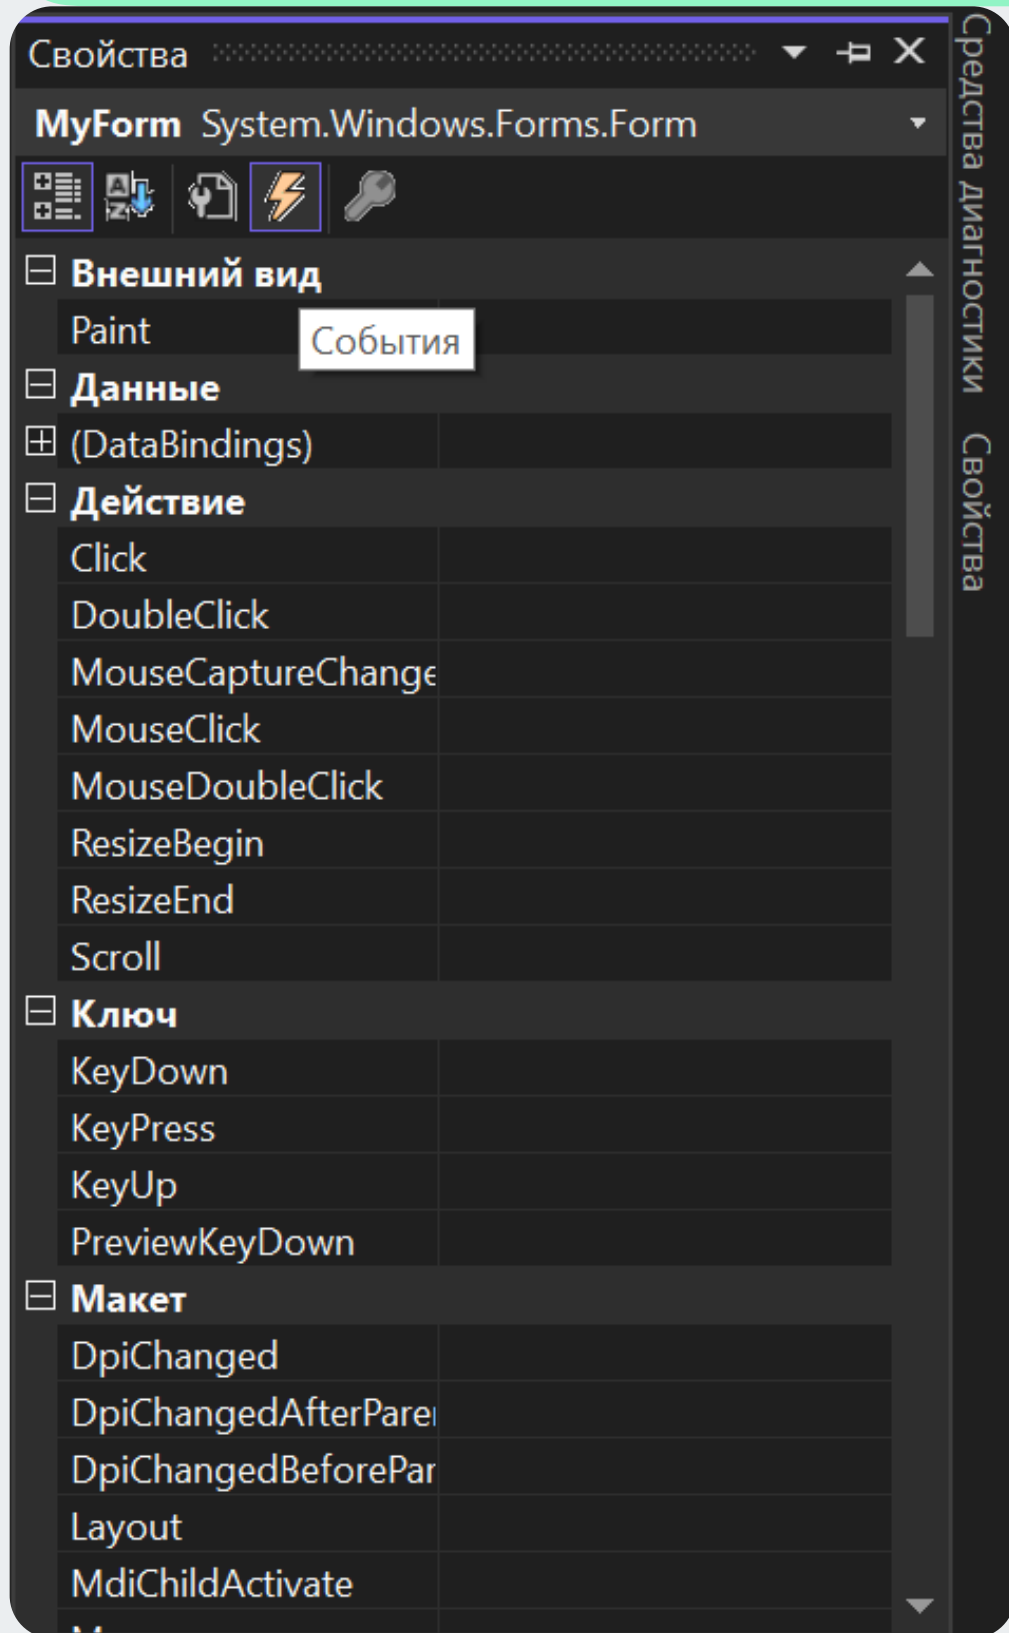 Свойства
MyForm System.Windows.Forms.Form
Внешний вид
Paint
События
Данные
(DataBindings)
Действие
Click
DoubleClick
MouseCaptureChange
MouseClick
MouseDoubleClick
ResizeBegin
ResizeEnd
Scroll
Ключ
KeyDown
KeyPress
KeyUp
PreviewKeyDown
Макет
DpiChanged
DpiChangedAfterParen
DpiChangedBeforePar
Layout
MdiChildActivate
Средства диагностики
Свойства